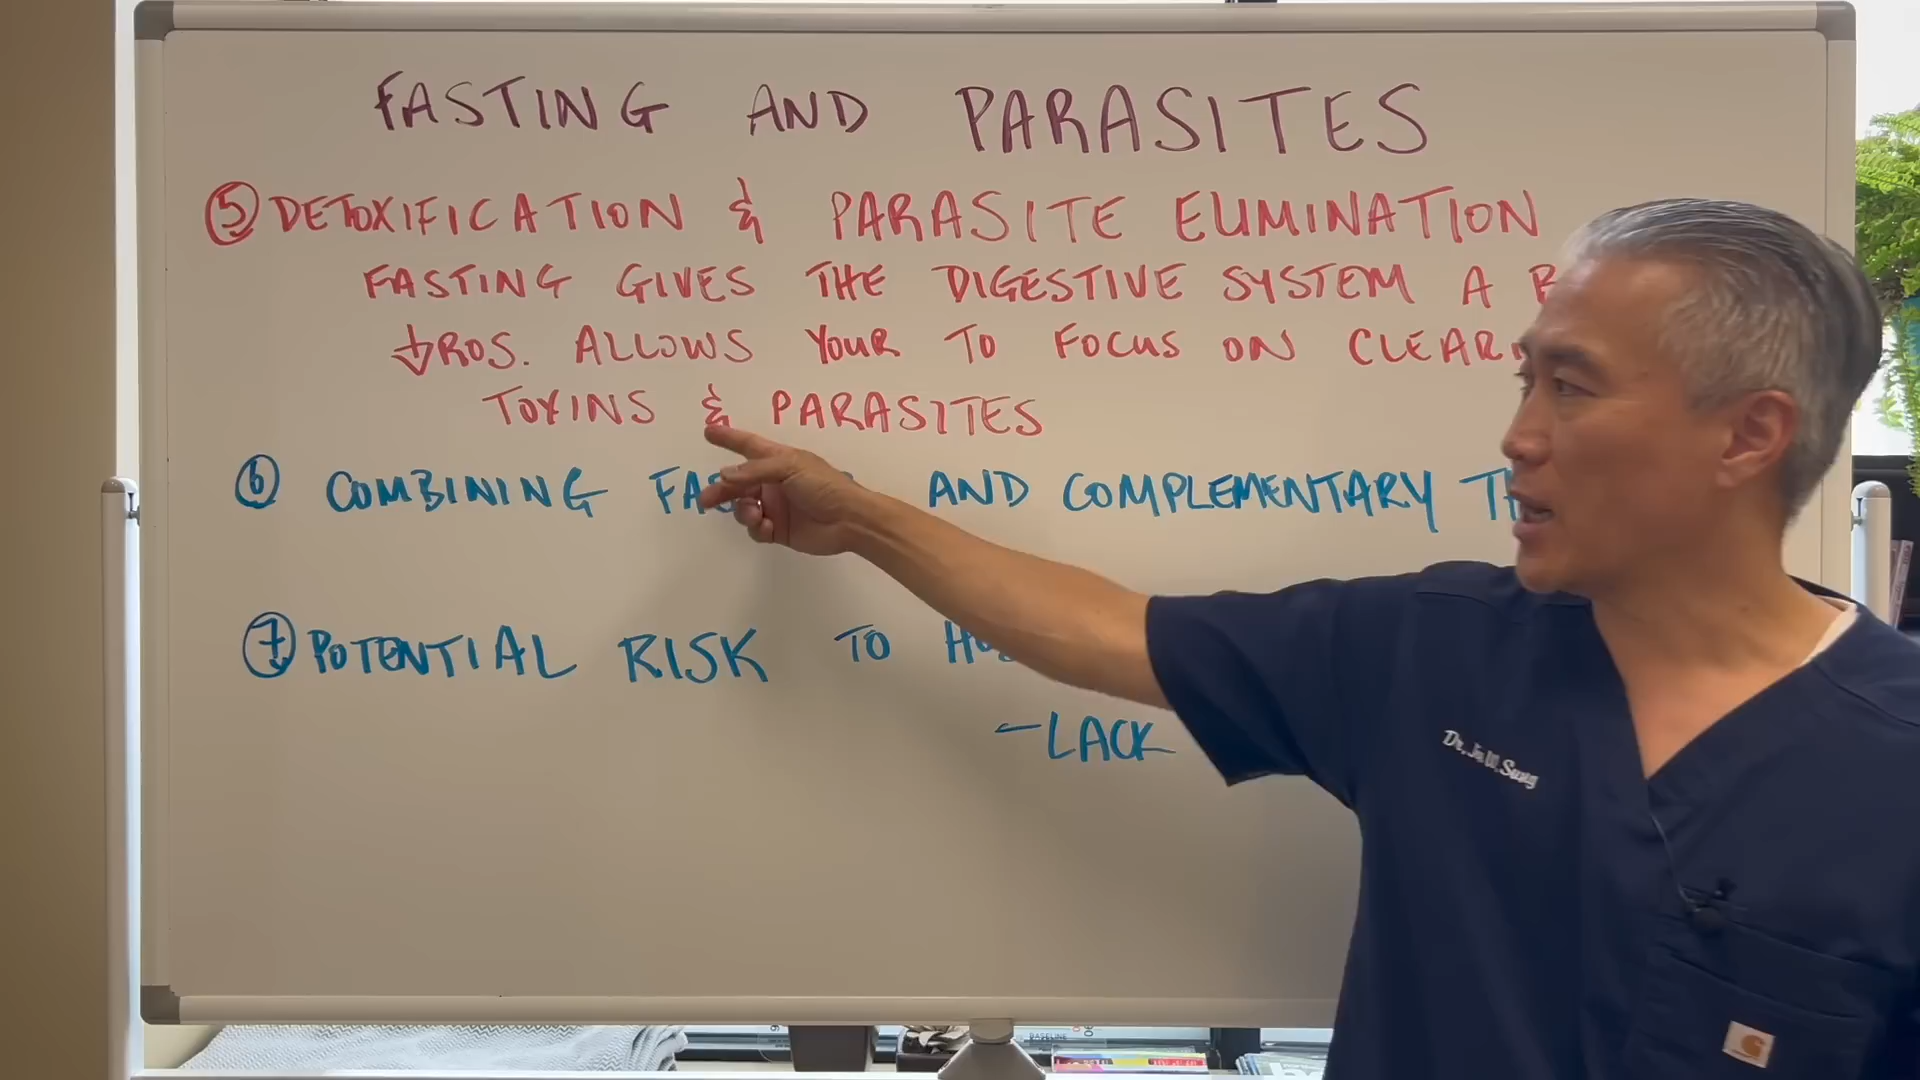 FASTING AND PARASITES
⑤ DETOXIFICATION & PARASITE ELIMINATION
FASTING GIVES THE DIGESTIVE SYSTEM A
↓ROS. ALLOWS YOUR TO FOCUS ON
TOXINS & PARASITES
⑥ COMBINING AND COMPLEMENTARY
⑦ POTENTIAL RISK TO
-LACK
BASELINE